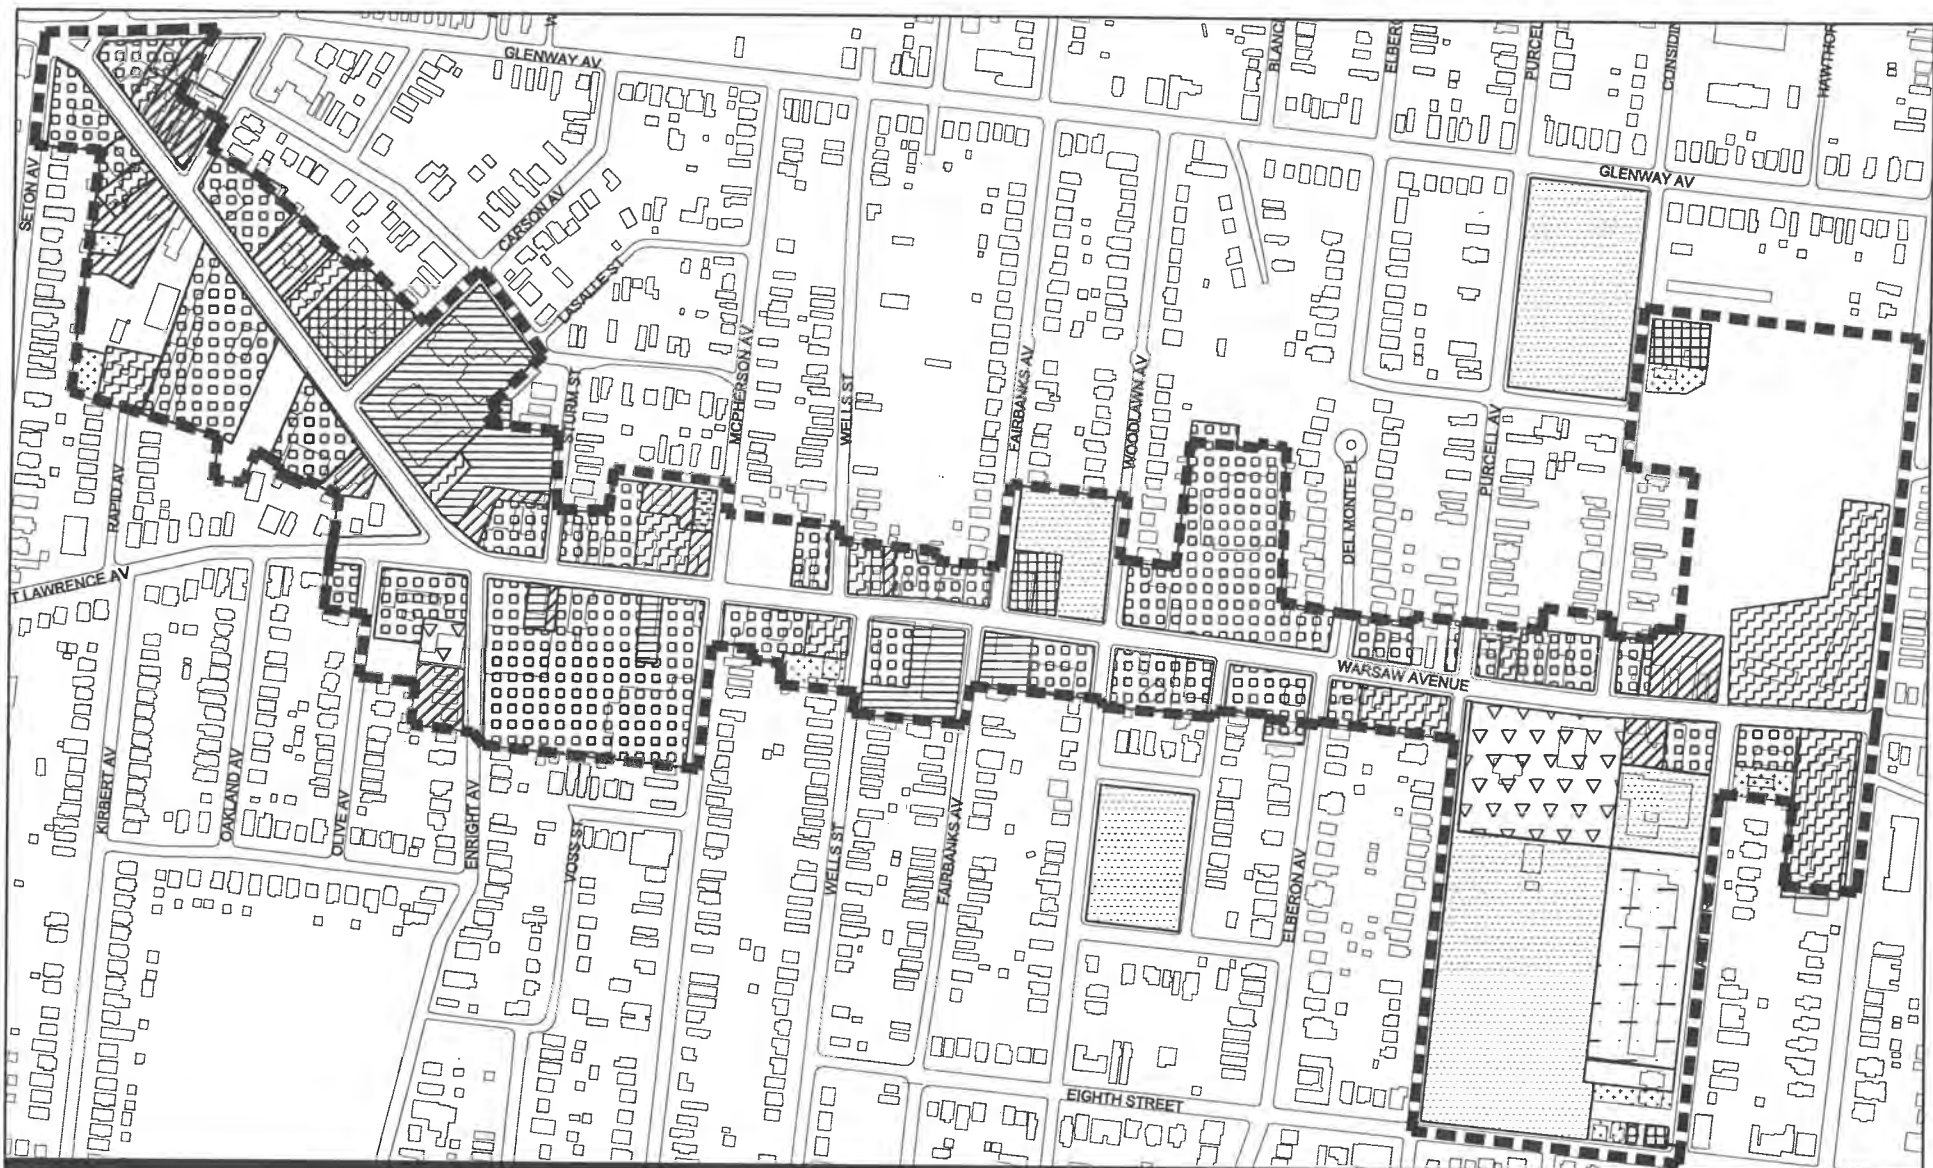 GLENWAY AV
BLANC
ELBERO
PURCEL
CONSIDIN
HAWTHOR
GLENWAY AV
SETON AV
CARSON AV
LASALLE ST
STURM ST
MCPHERSON AV
WELLS ST
FAIRBANKS AV
WOODLAWN AV
DEL MONTE PL
PURCELL AV
RAPID AV
T LAWRENCE AV
WARSAW AVENUE
KIRBERT AV
OAKLAND AV
OLIVE AV
ENRIGHT AV
VOSS ST
WELLS ST
FAIRBANKS AV
ELBERON AV
EIGHTH STREET